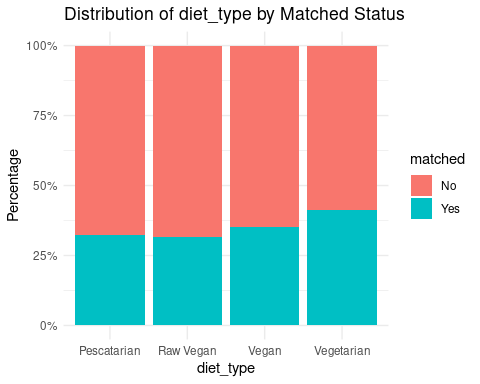 Distribution of diet_type by Matched Status
100%
75%
50%
25%
0%
Percentage
Pescatarian Raw Vegan Vegan Vegetarian
diet_type
matched
No
Yes